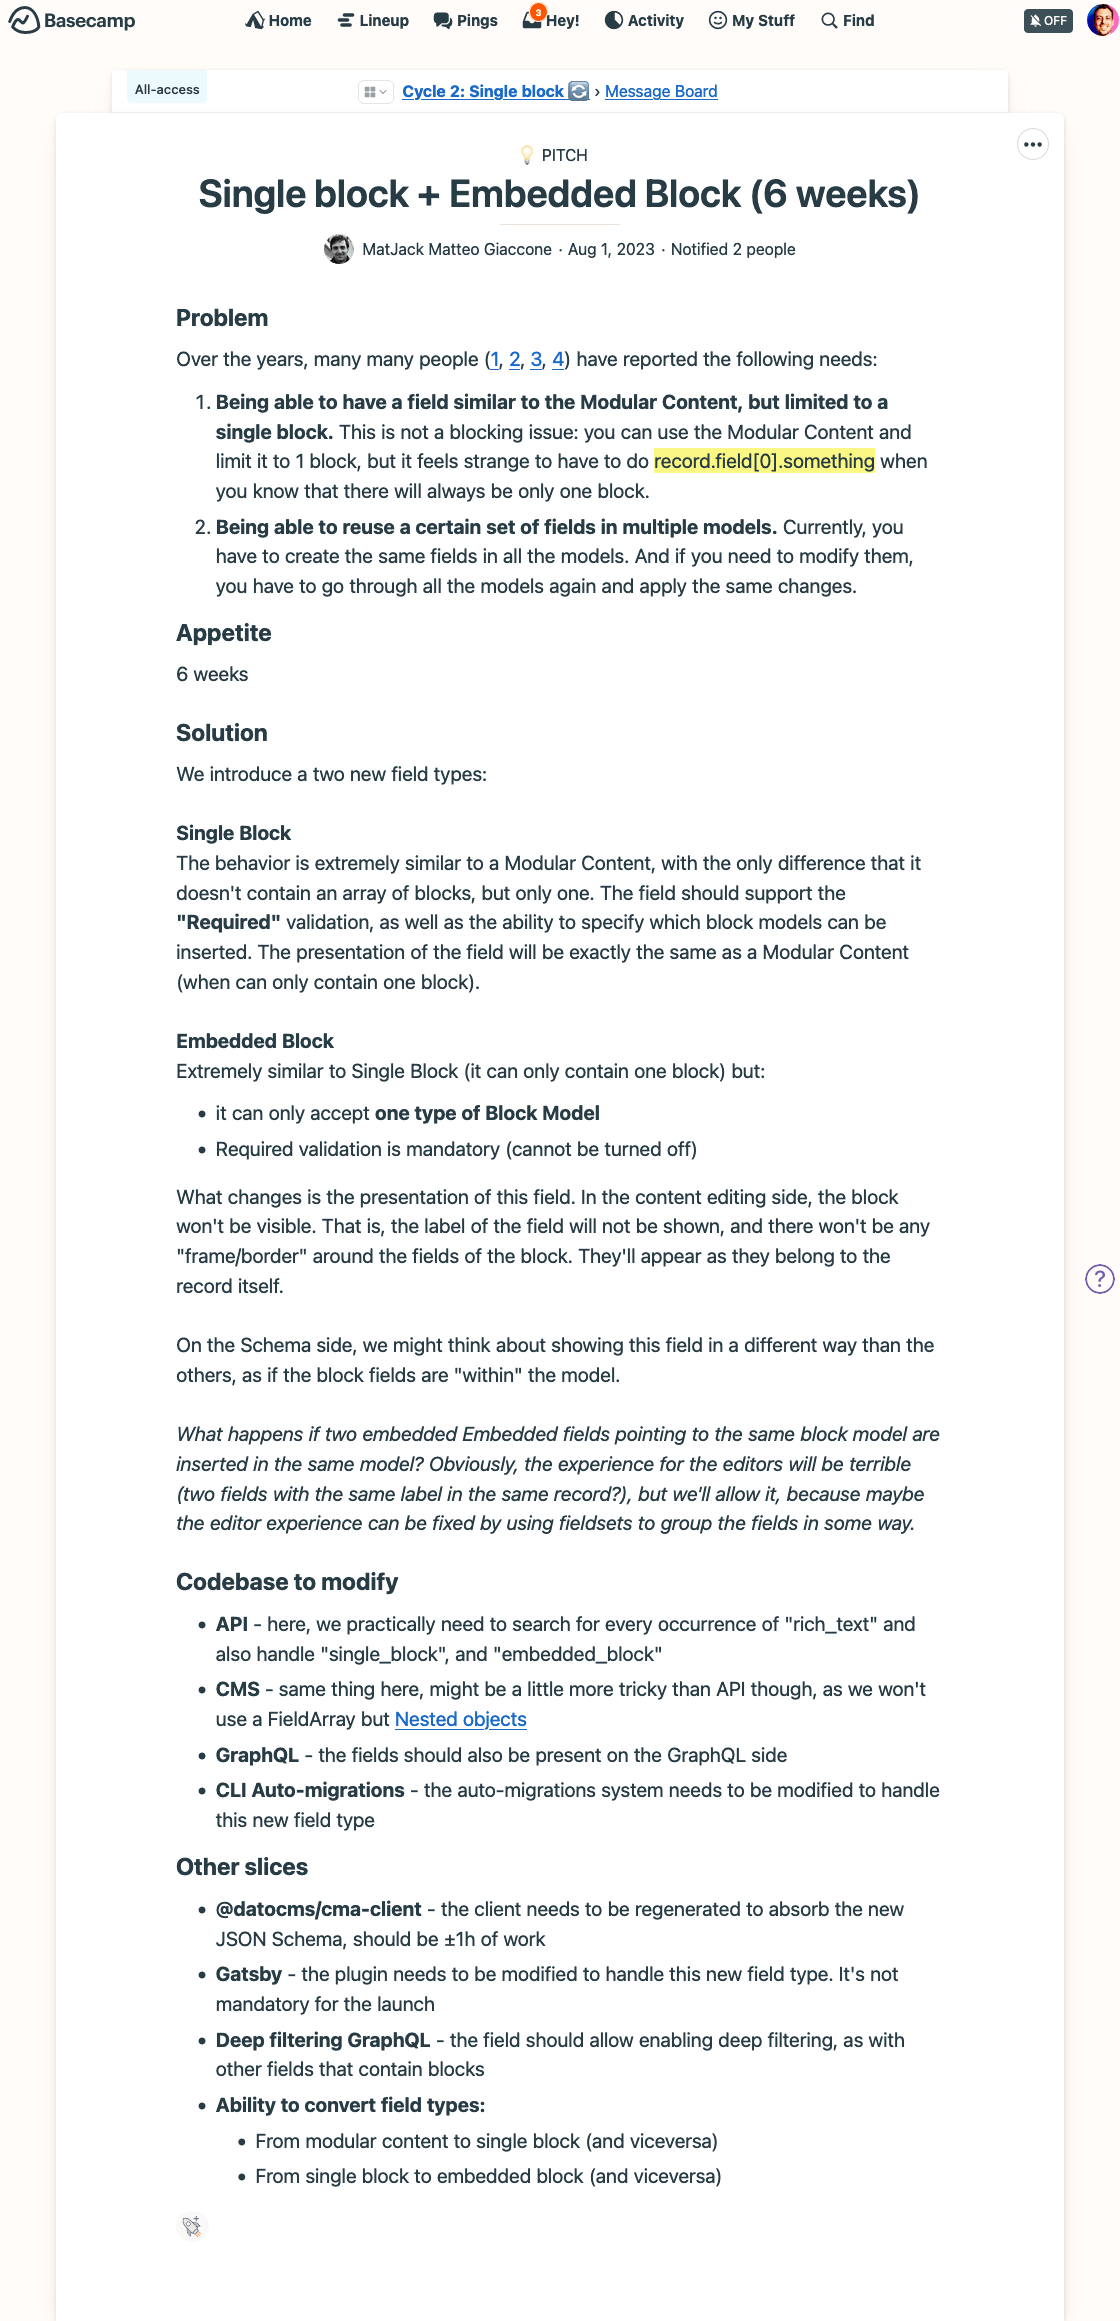 Basecamp
Home Lineup Pings 3 Hey! Activity My Stuff Find OFF
All-access
Cycle 2: Single block 🔄 › Message Board
💡 PITCH
Single block + Embedded Block (6 weeks)
MatJack Matteo Giaccone · Aug 1, 2023 · Notified 2 people
Problem
Over the years, many many people (1, 2, 3, 4) have reported the following needs:
1. Being able to have a field similar to the Modular Content, but limited to a
single block. This is not a blocking issue: you can use the Modular Content and
limit it to 1 block, but it feels strange to have to do record.field[0].something when
you know that there will always be only one block.
2. Being able to reuse a certain set of fields in multiple models. Currently, you
have to create the same fields in all the models. And if you need to modify them,
you have to go through all the models again and apply the same changes.
Appetite
6 weeks
Solution
We introduce a two new field types:
Single Block
The behavior is extremely similar to a Modular Content, with the only difference that it
doesn't contain an array of blocks, but only one. The field should support the
"Required" validation, as well as the ability to specify which block models can be
inserted. The presentation of the field will be exactly the same as a Modular Content
(when can only contain one block).
Embedded Block
Extremely similar to Single Block (it can only contain one block) but:
• it can only accept one type of Block Model
• Required validation is mandatory (cannot be turned off)
What changes is the presentation of this field. In the content editing side, the block
won't be visible. That is, the label of the field will not be shown, and there won't be any
"frame/border" around the fields of the block. They'll appear as they belong to the
record itself.
On the Schema side, we might think about showing this field in a different way than the
others, as if the block fields are "within" the model.
What happens if two embedded Embedded fields pointing to the same block model are
inserted in the same model? Obviously, the experience for the editors will be terrible
(two fields with the same label in the same record?), but we'll allow it, because maybe
the editor experience can be fixed by using fieldsets to group the fields in some way.
Codebase to modify
• API - here, we practically need to search for every occurrence of "rich_text" and
also handle "single_block", and "embedded_block"
• CMS - same thing here, might be a little more tricky than API though, as we won't
use a FieldArray but Nested objects
• GraphQL - the fields should also be present on the GraphQL side
• CLI Auto-migrations - the auto-migrations system needs to be modified to handle
this new field type
Other slices
• @datocms/cma-client - the client needs to be regenerated to absorb the new
JSON Schema, should be ±1h of work
• Gatsby - the plugin needs to be modified to handle this new field type. It's not
mandatory for the launch
• Deep filtering GraphQL - the field should allow enabling deep filtering, as with
other fields that contain blocks
• Ability to convert field types:
• From modular content to single block (and viceversa)
• From single block to embedded block (and viceversa)